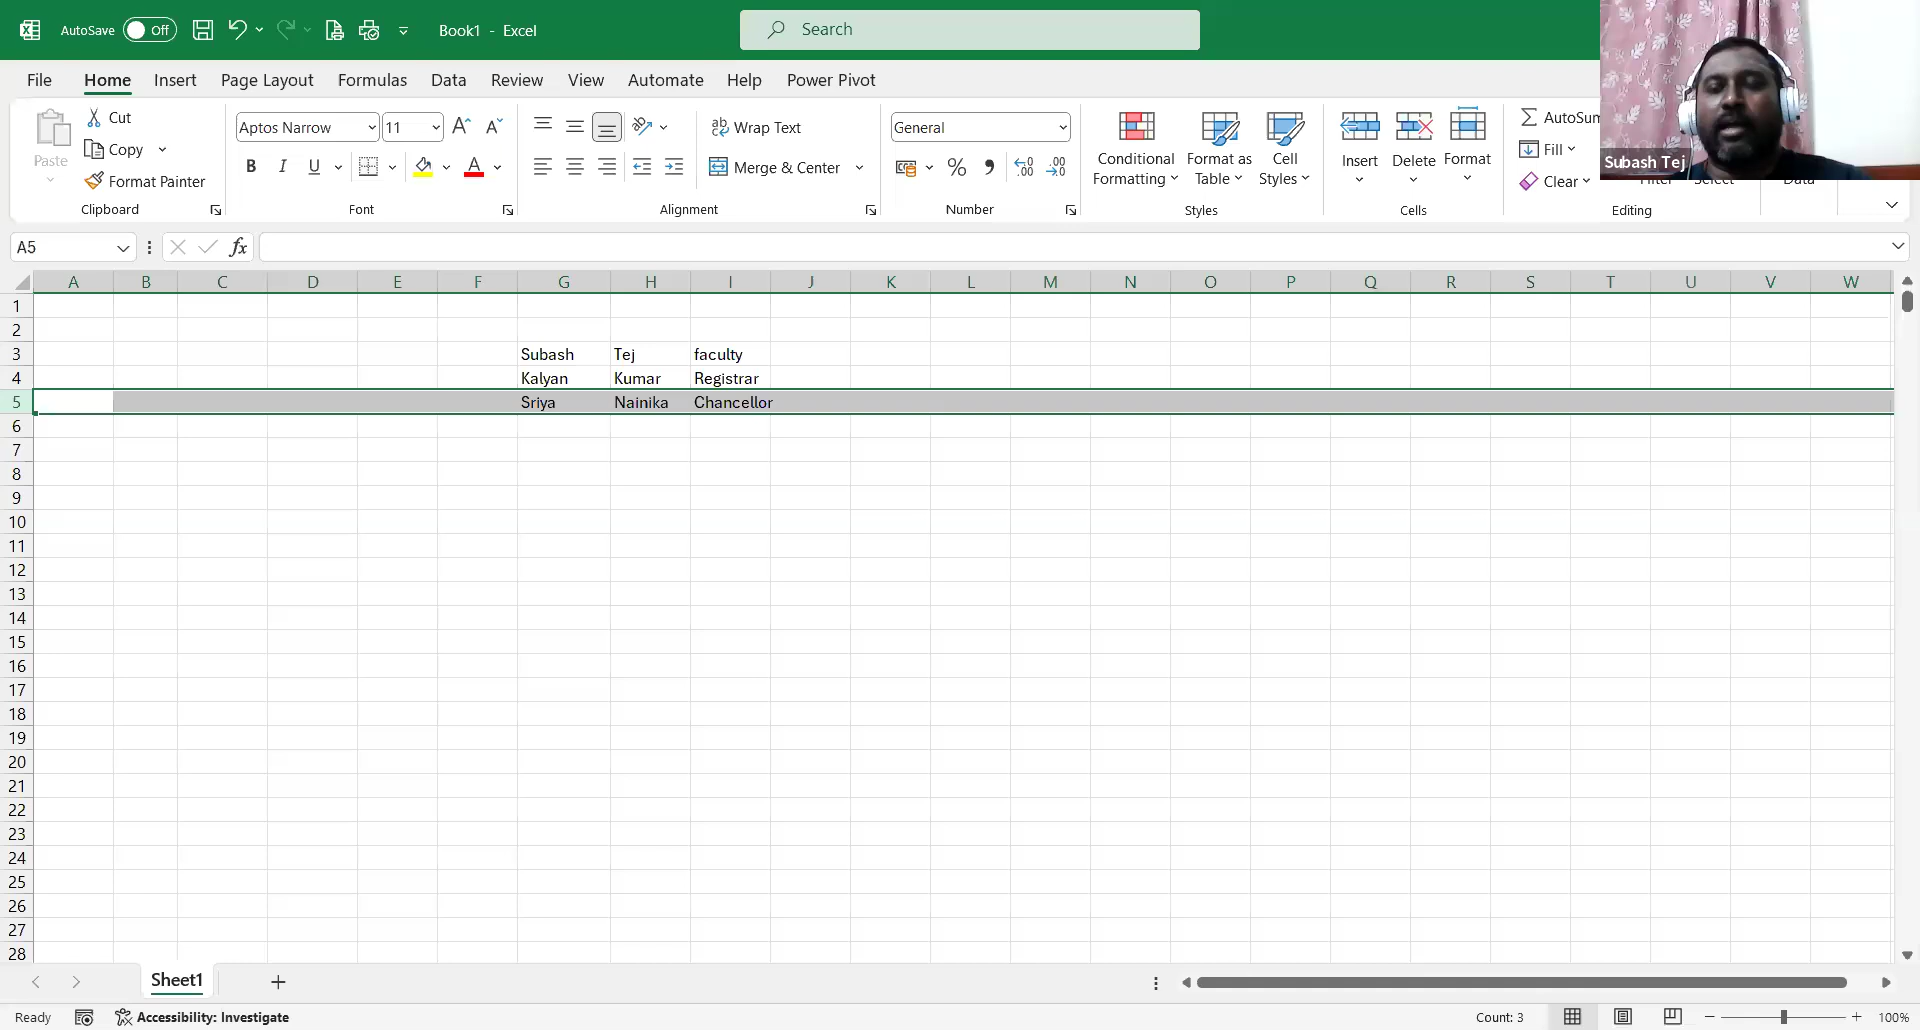 AutoSave Off Book1 - Excel Search
File Home Insert Page Layout Formulas Data Review View Automate Help Power Pivot
Paste Cut Copy Format Painter Clipboard
Aptos Narrow 11 B I U A Font
Wrap Text Merge & Center Alignment
General % Number
Conditional Formatting Format as Table Cell Styles Styles
Insert Delete Format Cells
AutoSum Fill Clear Editing
Subash Tej
A5 fx
A B C D E F G H I J K L M N O P Q R S T U V W
1
2
3 Subash Tej faculty
4 Kalyan Kumar Registrar
5 Sriya Nainika Chancellor
6
7
8
9
10
11
12
13
14
15
16
17
18
19
20
21
22
23
24
25
26
27
28
Sheet1 +
Ready Accessibility: Investigate Count: 3 100%